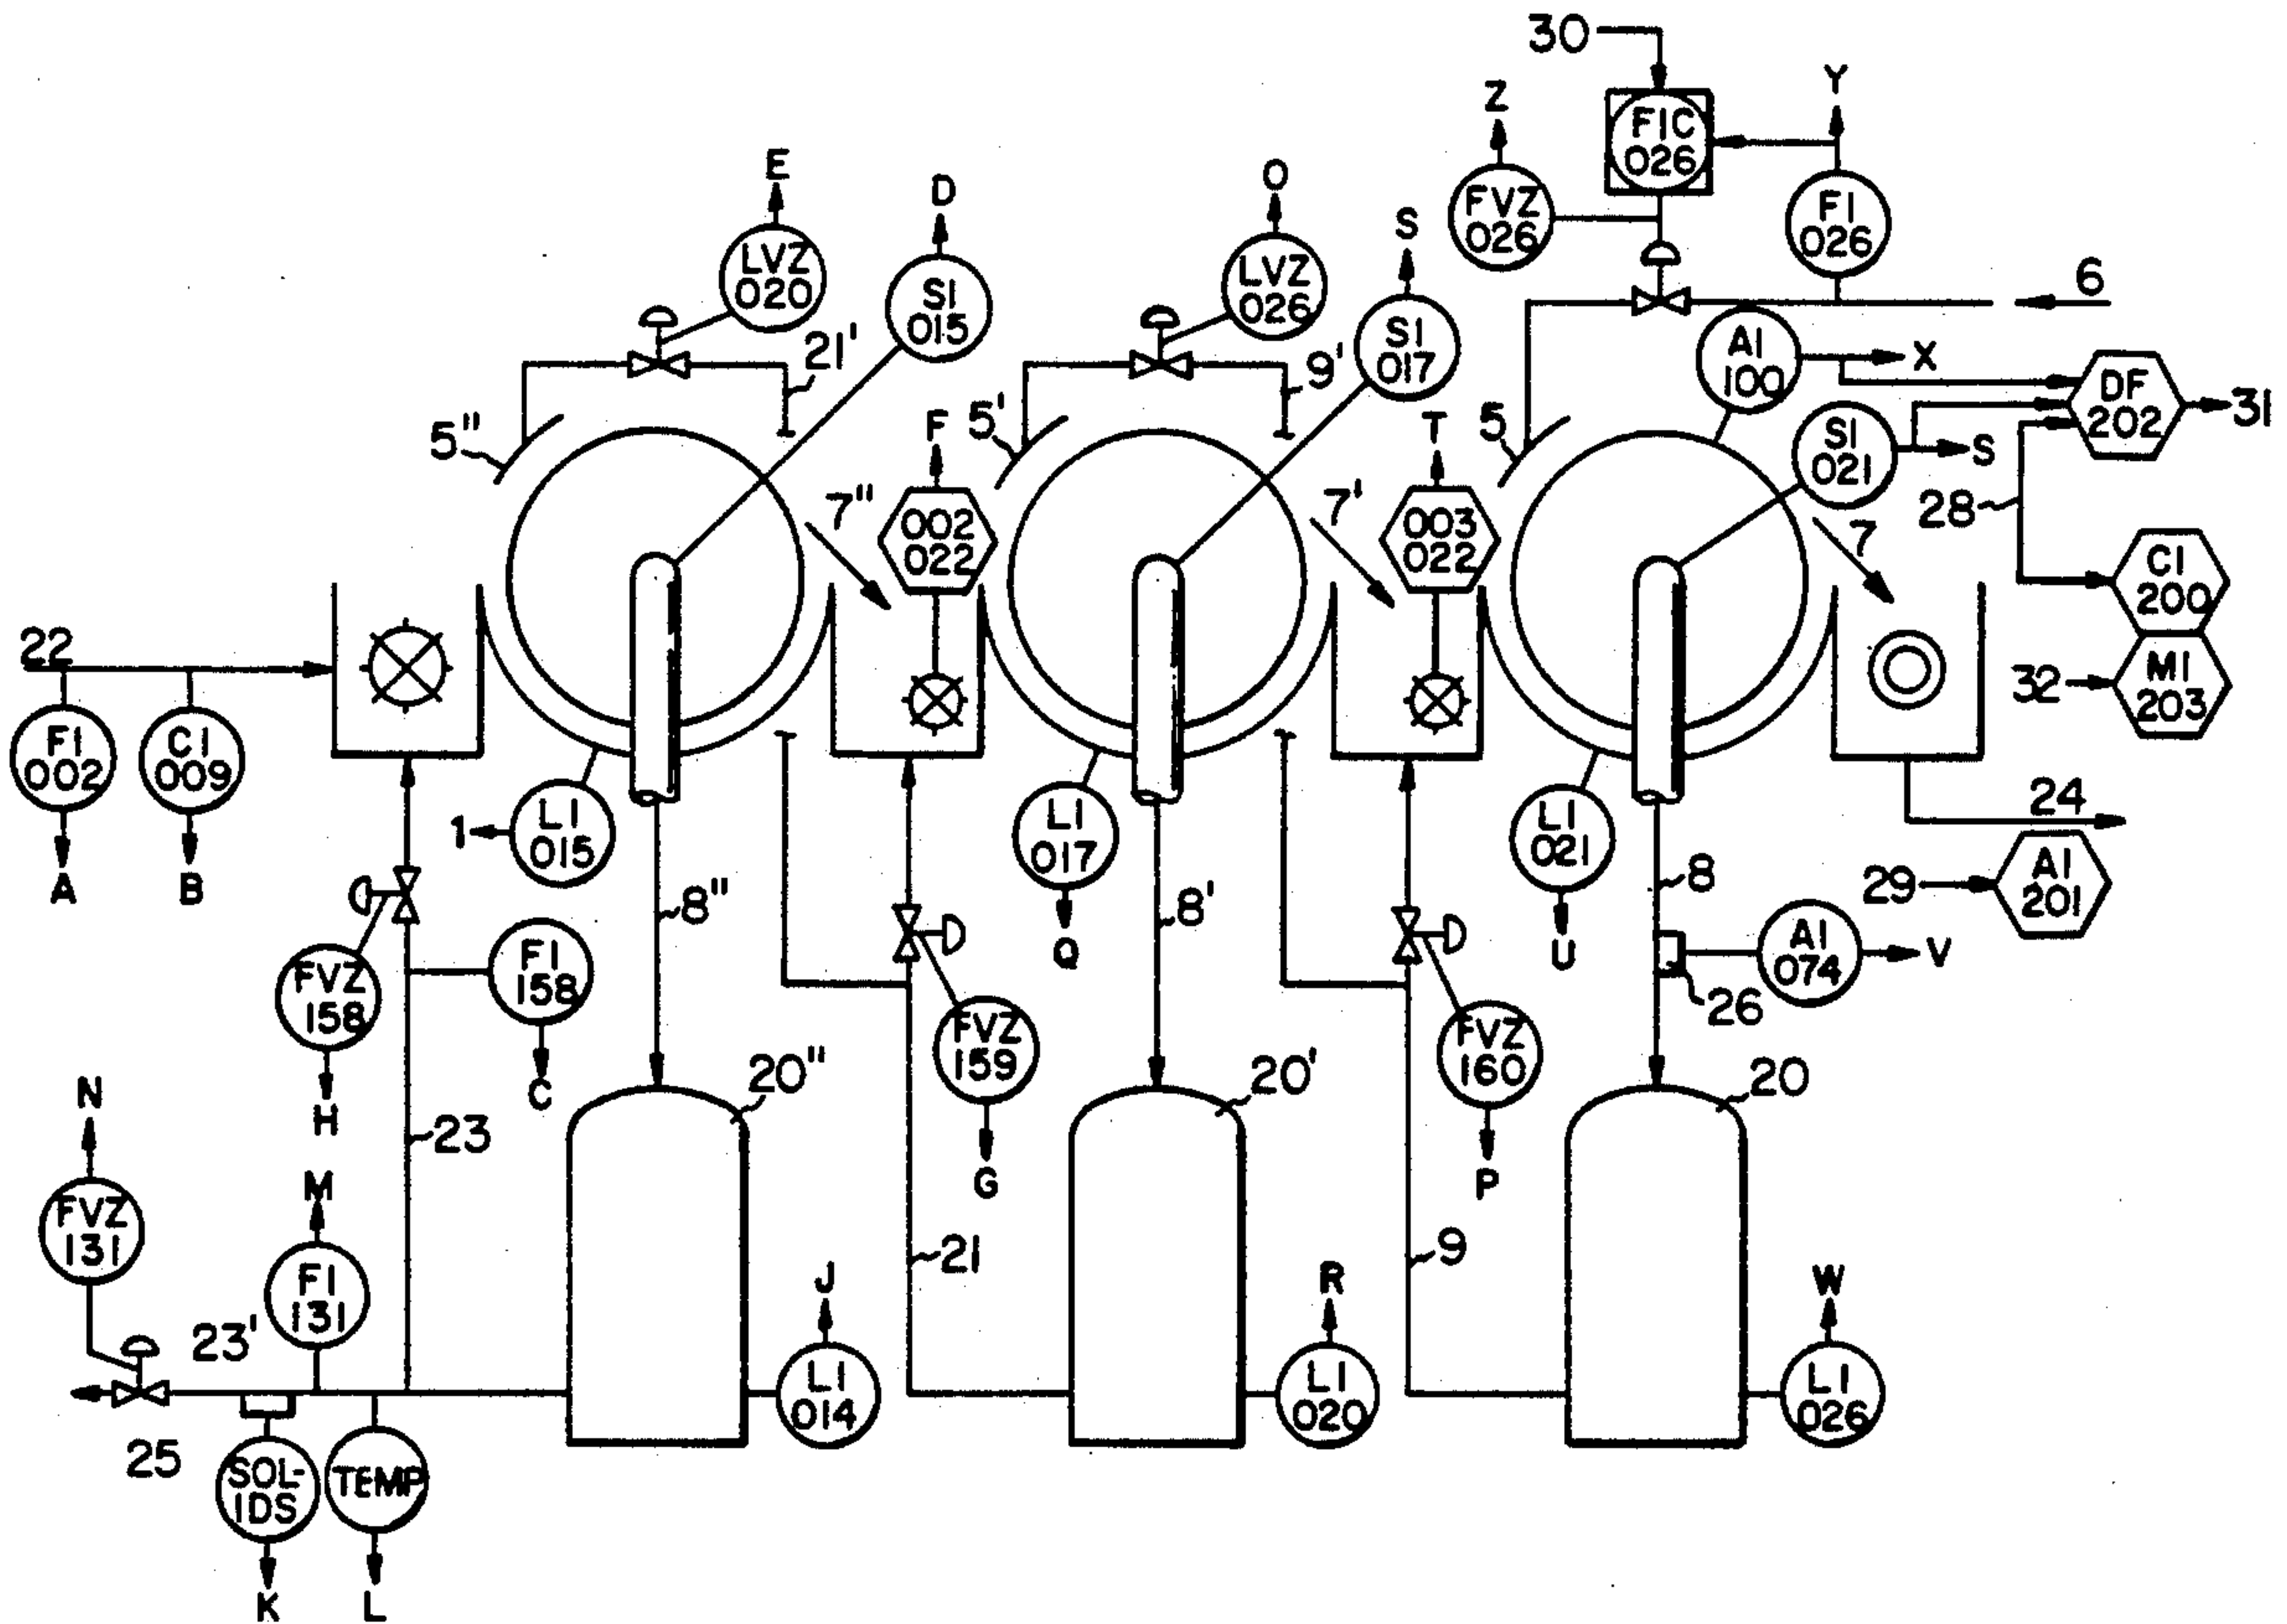 30
Y
Z
FIC
026
E
D
O
S
FVZ
026
FI
026
LVZ
020
SI
015
LVZ
026
SI
017
6
21'
9'
AI
100
X
DF
202
31
5"
F
5'
T
5
SI
021
S
7"
002
022
7'
003
022
7
28
CI
200
22
32
MI
203
FI
002
CI
009
1
LI
015
LI
017
LI
021
24
A
B
8"
8'
8
29
AI
201
Q
U
AI
074
V
FVZ
158
FI
158
26
FVZ
159
FVZ
160
N
H
C
20"
20'
20
23
M
G
P
FVZ
131
FI
131
21
9
J
R
W
23'
LI
014
LI
020
LI
026
25
SOL-
IDS
TEMP
K
L